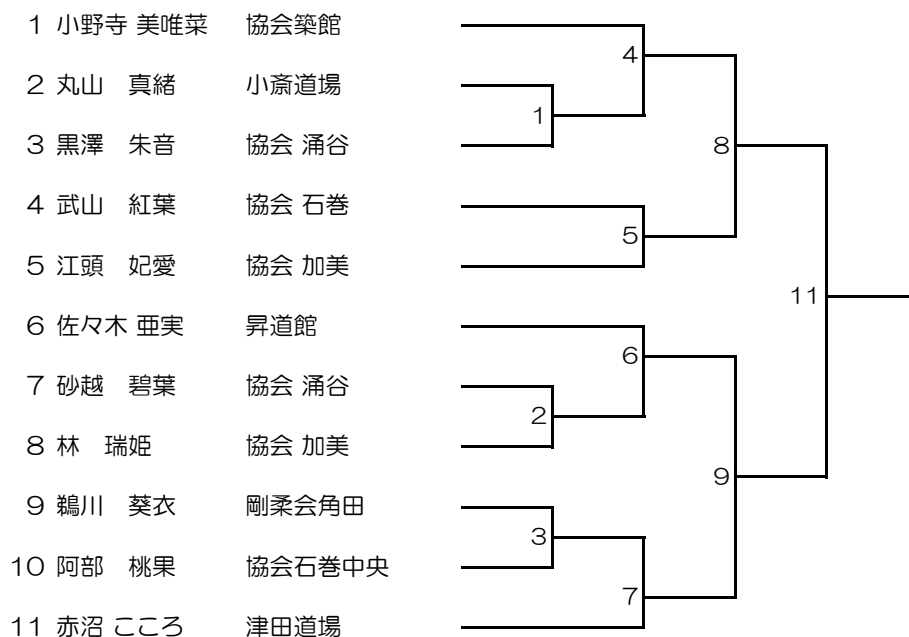 1 小野寺 美唯菜 協会築館
4
2 丸山 真緒 小斎道場
1
3 黒澤 朱音 協会 涌谷
8
4 武山 紅葉 協会 石巻
5
5 江頭 妃愛 協会 加美
11
6 佐々木 亜実 昇道館
6
7 砂越 碧葉 協会 涌谷
2
8 林 瑞姫 協会 加美
9
9 鵜川 葵衣 剛柔会角田
3
10 阿部 桃果 協会石巻中央
7
11 赤沼 こころ 津田道場